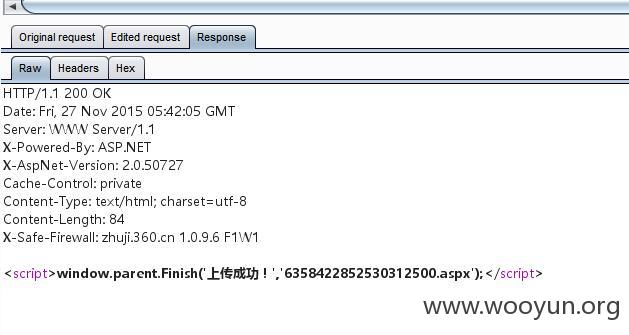 Original request Edited request Response
Raw Headers Hex
HTTP/1.1 200 OK
Date: Fri, 27 Nov 2015 05:42:05 GMT
Server: WWW Server/1.1
X-Powered-By: ASP.NET
X-AspNet-Version: 2.0.50727
Cache-Control: private
Content-Type: text/html; charset=utf-8
Content-Length: 84
X-Safe-Firewall: zhuji.360.cn 1.0.9.6 F1W1
<script>window.parent.Finish('上传成功！','6358422852530312500.aspx');</script>
www.wooyun.org